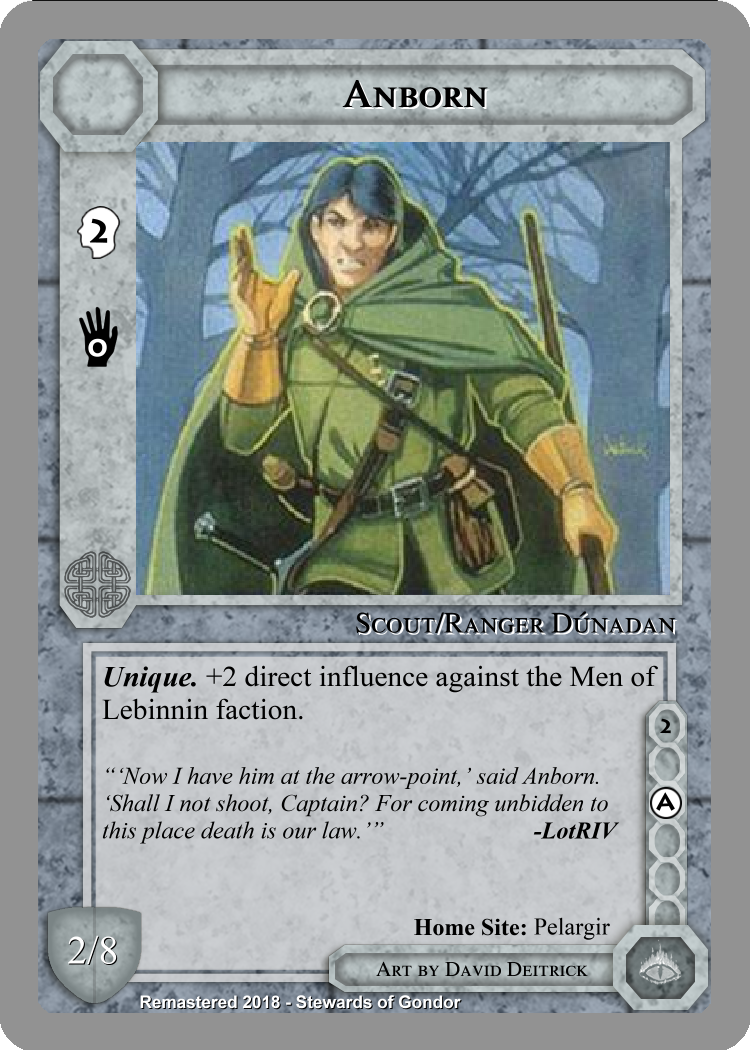 Anborn
2
0
Scout/Ranger Dúnadan
Unique. +2 direct influence against the Men of
Lebinnin faction.
2
“‘Now I have him at the arrow-point,’ said Anborn.
‘Shall I not shoot, Captain? For coming unbidden to
this place death is our law.’” -LotRIV
A
Home Site: Pelargir
2/8
Art by David Deitrick
Remastered 2018 - Stewards of Gondor